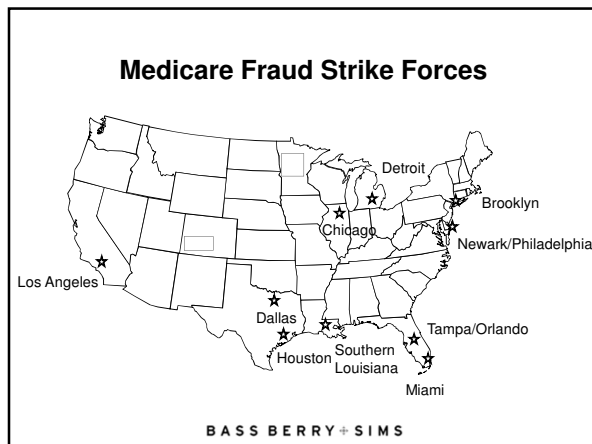 Medicare Fraud Strike Forces
Detroit
Brooklyn
Chicago
Newark/Philadelphia
Los Angeles
Dallas
Tampa/Orlando
Houston
Southern
Louisiana
Miami
BASS BERRY + SIMS